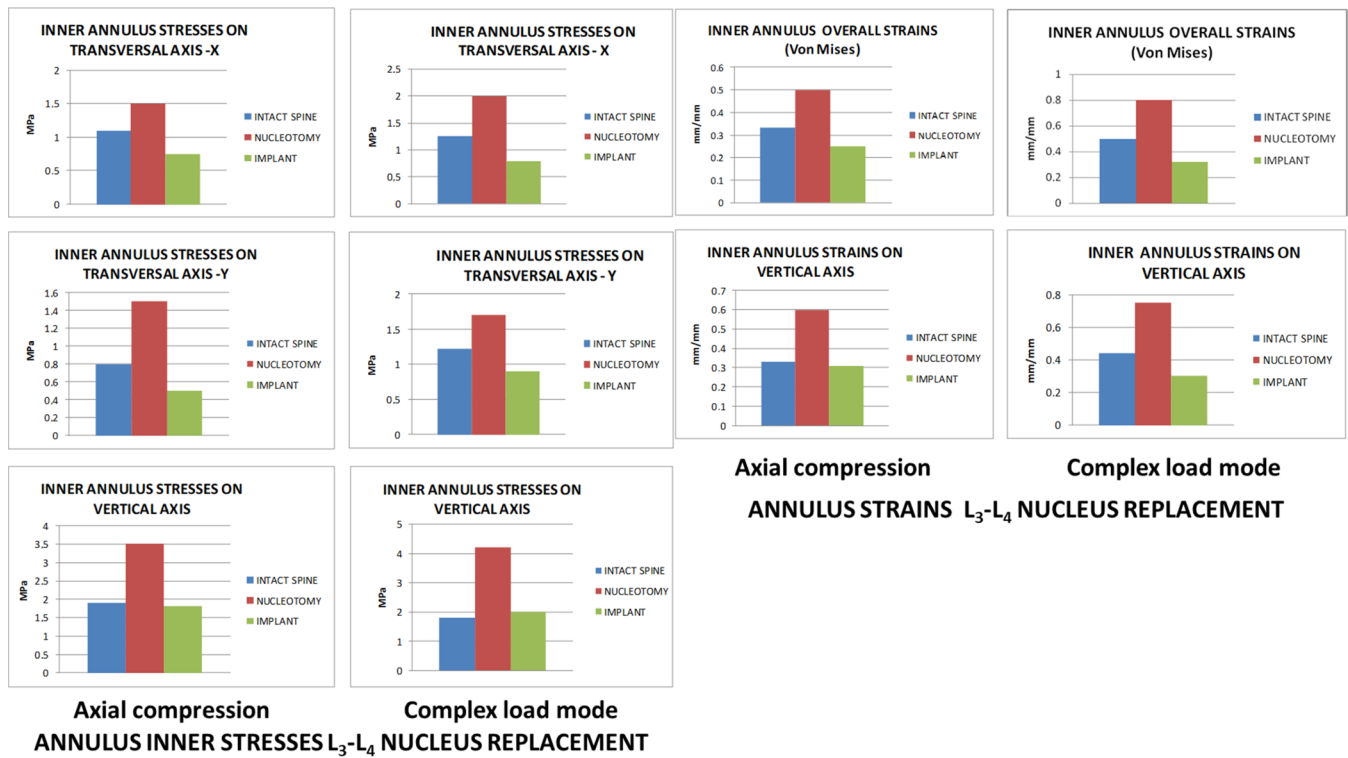 INNER ANNULUS STRESSES ON
TRANSVERSAL AXIS -X
2
1.5
1
0.5
0
MPa
INTACT SPINE
NUCLEOTOMY
IMPLANT
INNER ANNULUS STRESSES ON
TRANSVERSAL AXIS - X
2.5
2
1.5
1
0,5
0
MPa
INTACT SPINE
NUCLEOTOMY
IMPLANT
INNER ANNULUS OVERALL STRAINS
(Von Mises)
0.6
0.5
0.4
0.3
0.2
0.1
0
mm/mm
INTACT SPINE
NUCLEOTOMY
IMPLANT
INNER ANNULUS OVERALL STRAINS
(Von Mises)
1
0.8
0.6
0.4
0.2
0
mm/mm
INTACT SPINE
NUCLEOTOMY
IMPLANT
INNER ANNULUS STRESSES ON
TRANSVERSAL AXIS -Y
1.6
1.4
1.2
1
0.8
0.6
0.4
0.2
0
MPa
INTACT SPINE
NUCLEOTOMY
IMPLANT
INNER ANNULUS STRESSES ON
TRANSVERSAL AXIS - Y
2
1.5
1
0.5
0
MPa
INTACT SPINE
NUCLEOTOMY
IMPLANT
INNER ANNULUS STRAINS ON
VERTICAL AXIS
0.7
0.6
0.5
0.4
0.3
0.2
0.1
0
mm/mm
INTACT SPINE
NUCLEOTOMY
IMPLANT
INNER ANNULUS STRAINS ON
VERTICAL AXIS
0.8
0.6
0.4
0.2
0
mm/mm
INTACT SPINE
NUCLEOTOMY
IMPLANT
Axial compression
Complex load mode
ANNULUS STRAINS L3-L4 NUCLEUS REPLACEMENT
INNER ANNULUS STRESSES ON
VERTICAL AXIS
4
3.5
3
2.5
2
1.5
1
0.5
0
MPa
INTACT SPINE
NUCLEOTOMY
IMPLANT
INNER ANNULUS STRESSES ON
VERTICAL AXIS
5
4
3
2
1
0
MPa
INTACT SPINE
NUCLEOTOMY
IMPLANT
Axial compression
Complex load mode
ANNULUS INNER STRESSES L3-L4 NUCLEUS REPLACEMENT